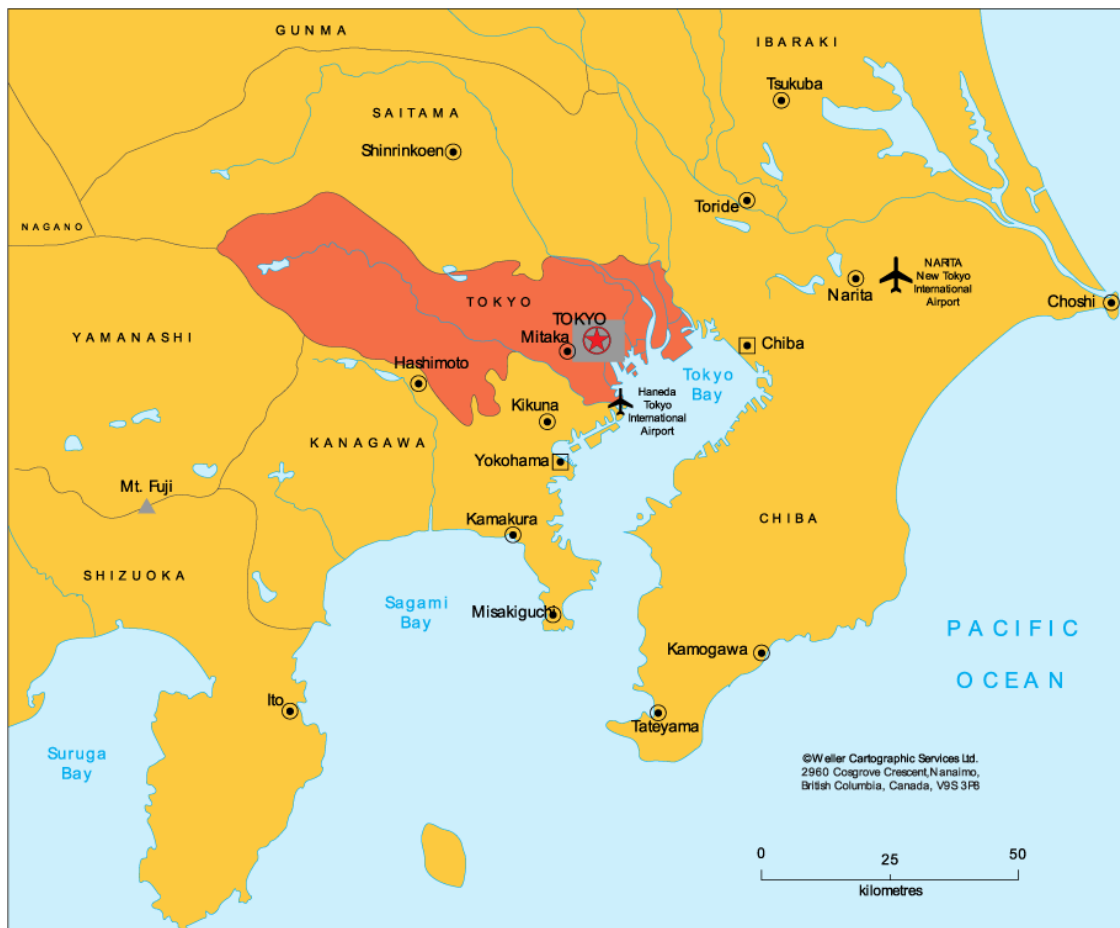 GUNMA
IBARAKI
Tsukuba
SAITAMA
Shinrinkoen
Toride
NAGANO
NARITA
New Tokyo
International
Airport
Narita
Choshi
TOKYO
TOKYO
YAMANASHI
Mitaka
Chiba
Hashimoto
Tokyo
Bay
Haneda
Tokyo
International
Airport
Kikuna
KANAGAWA
Yokohama
Mt. Fuji
Kamakura
CHIBA
SHIZUOKA
Sagami
Bay
Misakiguchi
PACIFIC
OCEAN
Kamogawa
Ito
Tateyama
Suruga
Bay
©Weller Cartographic Services Ltd.
2960 Cosgrove Crescent,Nanaimo,
British Columbia, Canada, V9S 3P8
0 25 50
kilometres